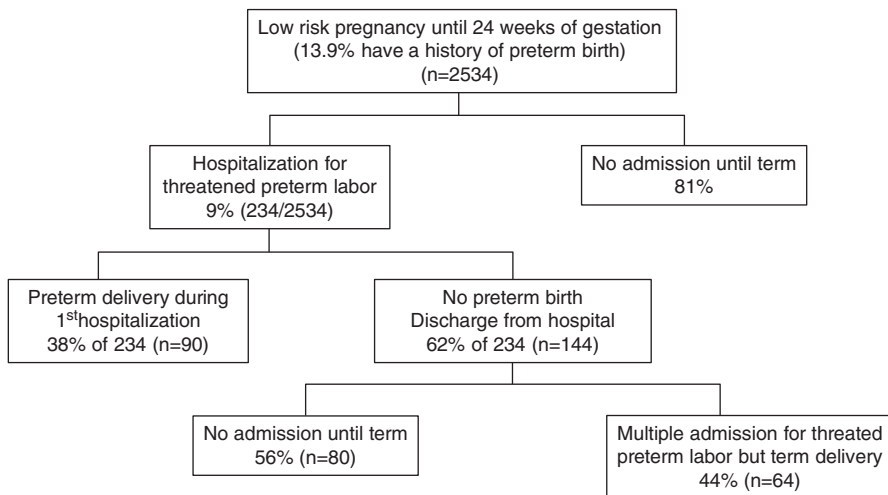 Low risk pregnancy until 24 weeks of gestation
(13.9% have a history of preterm birth)
(n=2534)
Hospitalization for
threatened preterm labor
9% (234/2534)
No admission until term
81%
Preterm delivery during
1sthospitalization
38% of 234 (n=90)
No preterm birth
Discharge from hospital
62% of 234 (n=144)
No admission until term
56% (n=80)
Multiple admission for threated
preterm labor but term delivery
44% (n=64)